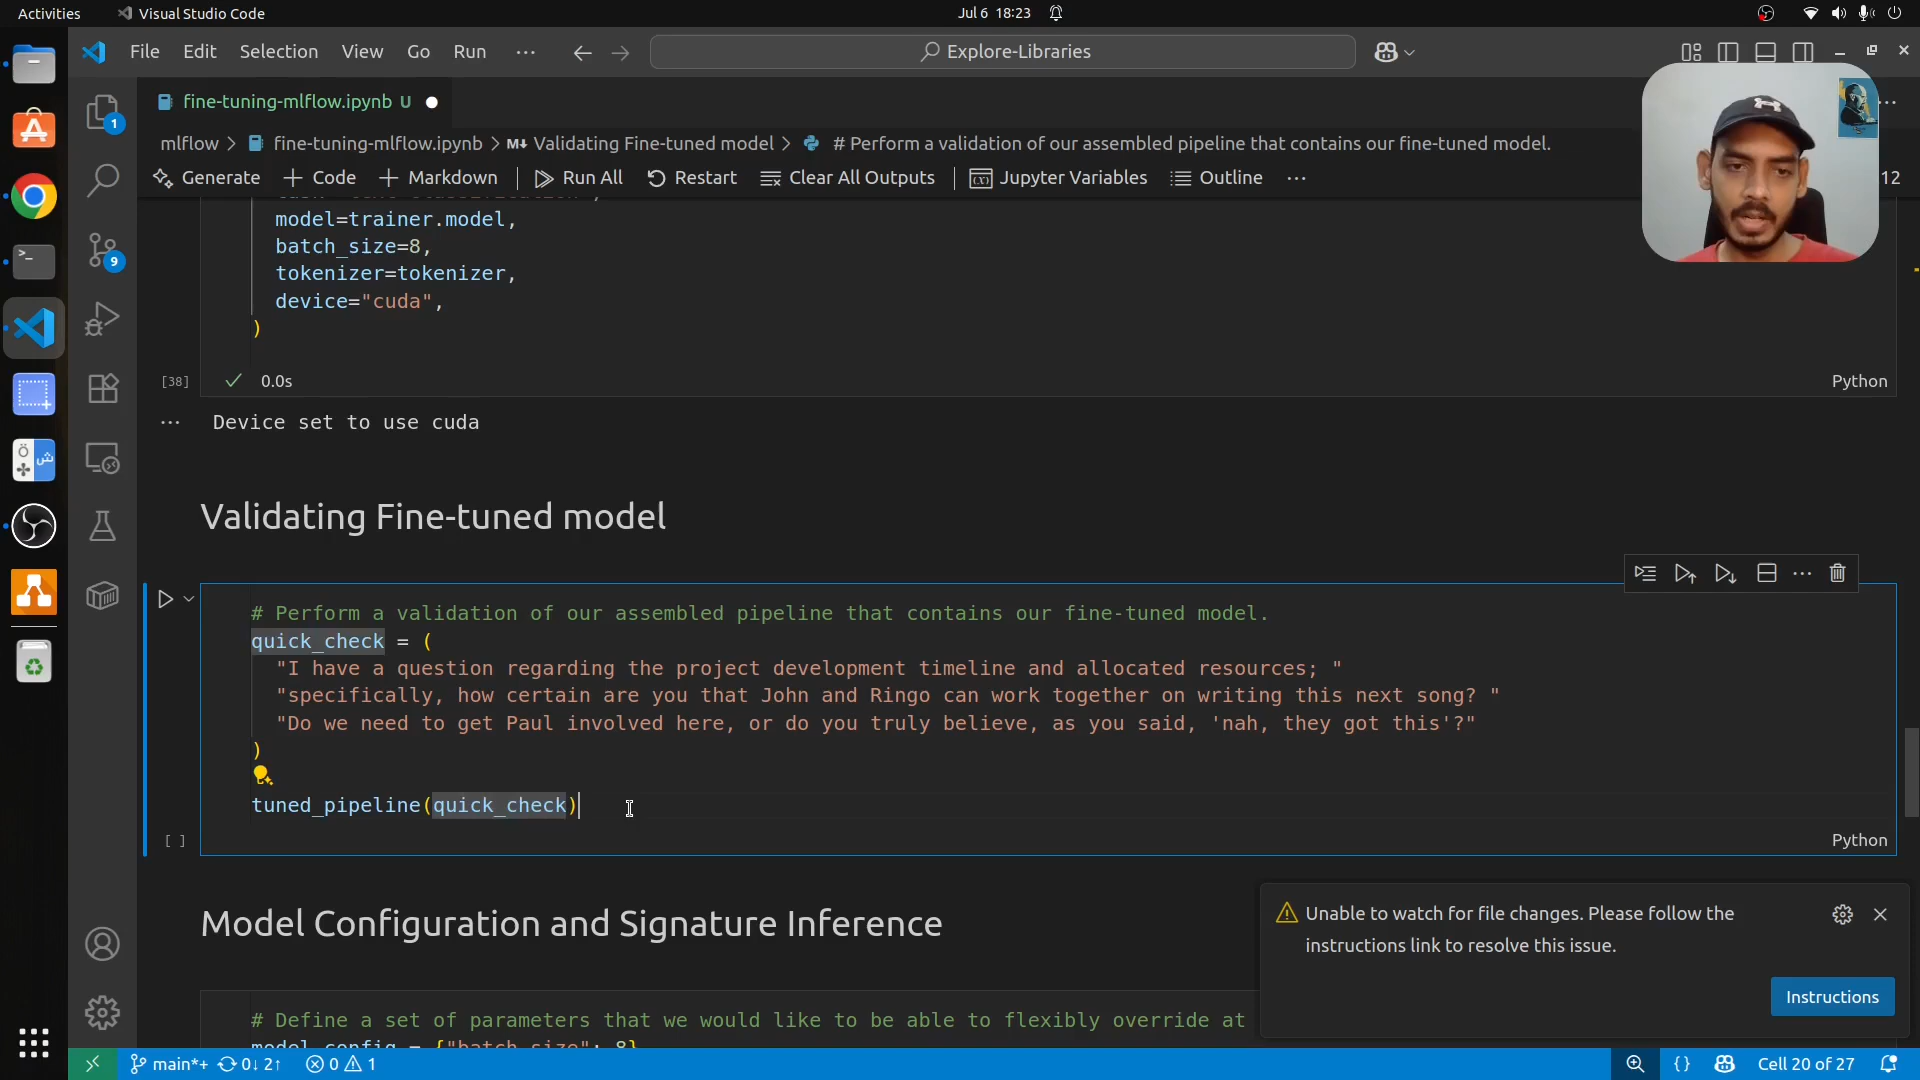 Activities
Visual Studio Code
Jul 6 18:23
File Edit Selection View Go Run ···
Explore-Libraries
fine-tuning-mlflow.ipynb U
mlflow > fine-tuning-mlflow.ipynb > M↓ Validating Fine-tuned model > # Perform a validation of our assembled pipeline that contains our fine-tuned model.
Generate + Code + Markdown Run All Restart Clear All Outputs Jupyter Variables Outline ···
12
model=trainer.model,
batch_size=8,
tokenizer=tokenizer,
device="cuda",
)
[38] ✓ 0.0s
Python
··· Device set to use cuda
Validating Fine-tuned model
# Perform a validation of our assembled pipeline that contains our fine-tuned model.
quick_check = (
"I have a question regarding the project development timeline and allocated resources; "
"specifically, how certain are you that John and Ringo can work together on writing this next song? "
"Do we need to get Paul involved here, or do you truly believe, as you said, 'nah, they got this'?"
)
tuned_pipeline(quick_check)
[ ]
Python
Model Configuration and Signature Inference
# Define a set of parameters that we would like to be able to flexibly override at
model_config = {"batch_size": 8}
Unable to watch for file changes. Please follow the
instructions link to resolve this issue.
Instructions
1
9
main*+ 0↓ 2↑ 0 1
{} Cell 20 of 27